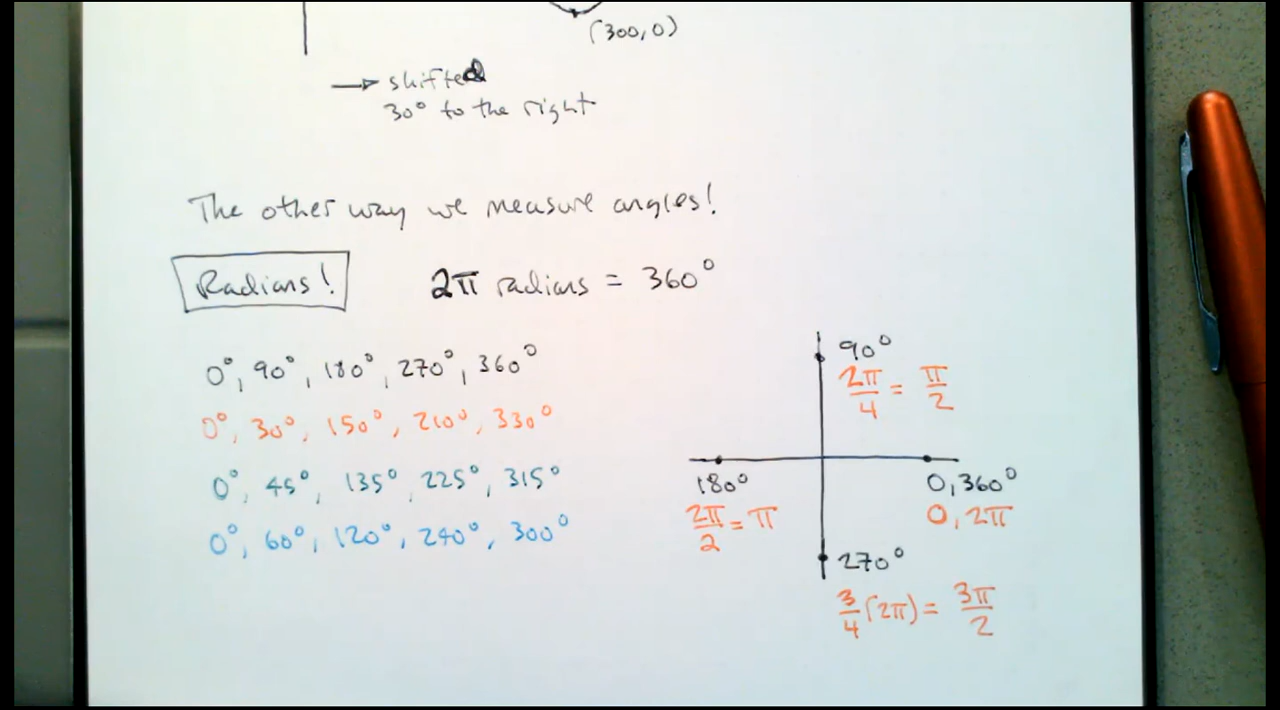 (300,0)
→ shifted
30° to the right
The other way we measure angles!
Radians!
2π radians = 360°
0°, 90°, 180°, 270°, 360°
0°, 30°, 150°, 210°, 330°
0°, 45°, 135°, 225°, 315°
0°, 60°, 120°, 240°, 300°
90°
2π/4 = π/2
180°
2π/2 = π
0, 360°
0, 2π
270°
3/4 (2π) = 3π/2